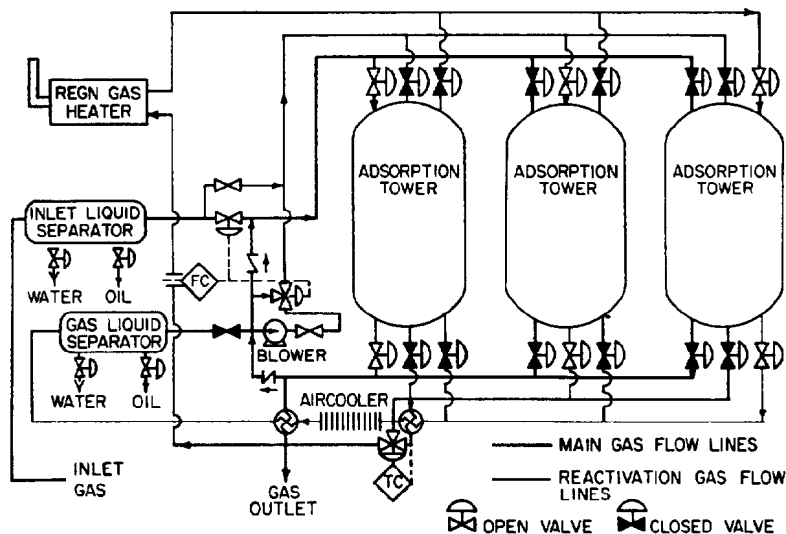 REGN GAS
HEATER
ADSORPTION
TOWER
ADSORPTION
TOWER
ADSORPTION
TOWER
INLET LIQUID
SEPARATOR
FC
WATER
OIL
GAS LIQUID
SEPARATOR
BLOWER
WATER
OIL
AIRCOOLER
MAIN GAS FLOW LINES
INLET
GAS
TC
REACTIVATION GAS FLOW
LINES
GAS
OUTLET
OPEN VALVE
CLOSED VALVE